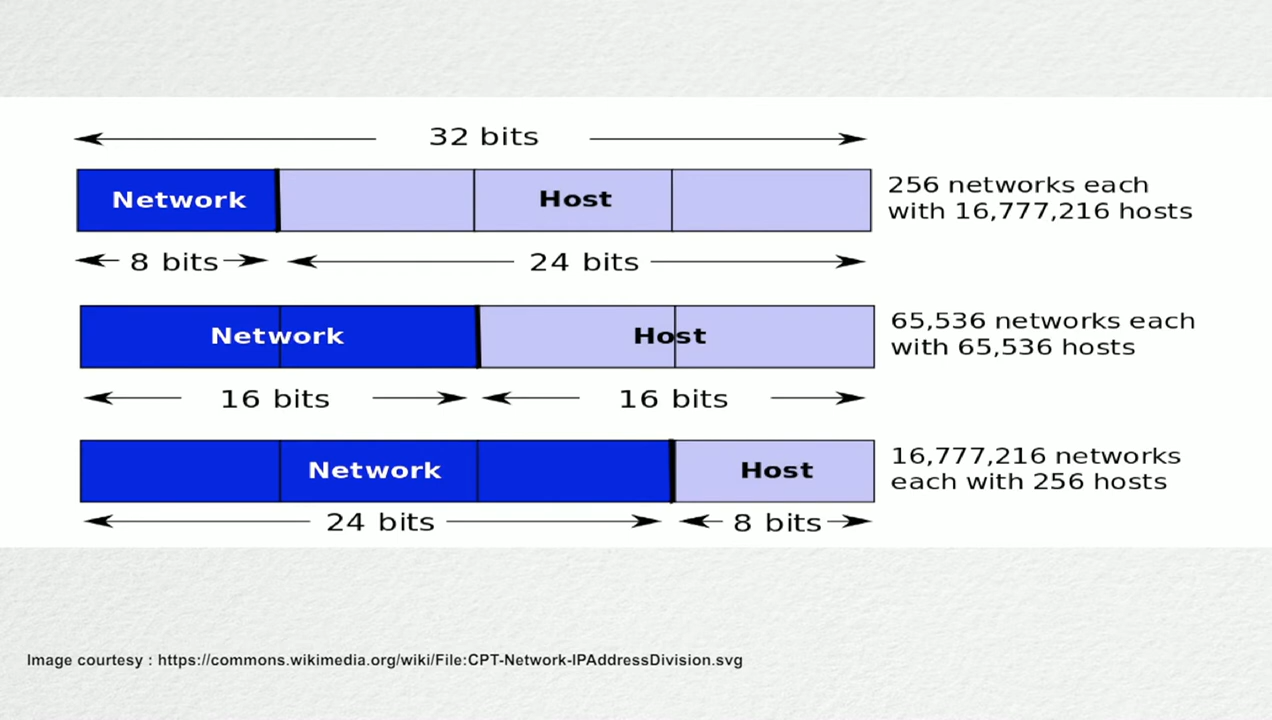 32 bits
Network
Host
256 networks each
with 16,777,216 hosts
8 bits
24 bits
Network
Host
65,536 networks each
with 65,536 hosts
16 bits
16 bits
Network
Host
16,777,216 networks
each with 256 hosts
24 bits
8 bits
Image courtesy : https://commons.wikimedia.org/wiki/File:CPT-Network-IPAddressDivision.svg